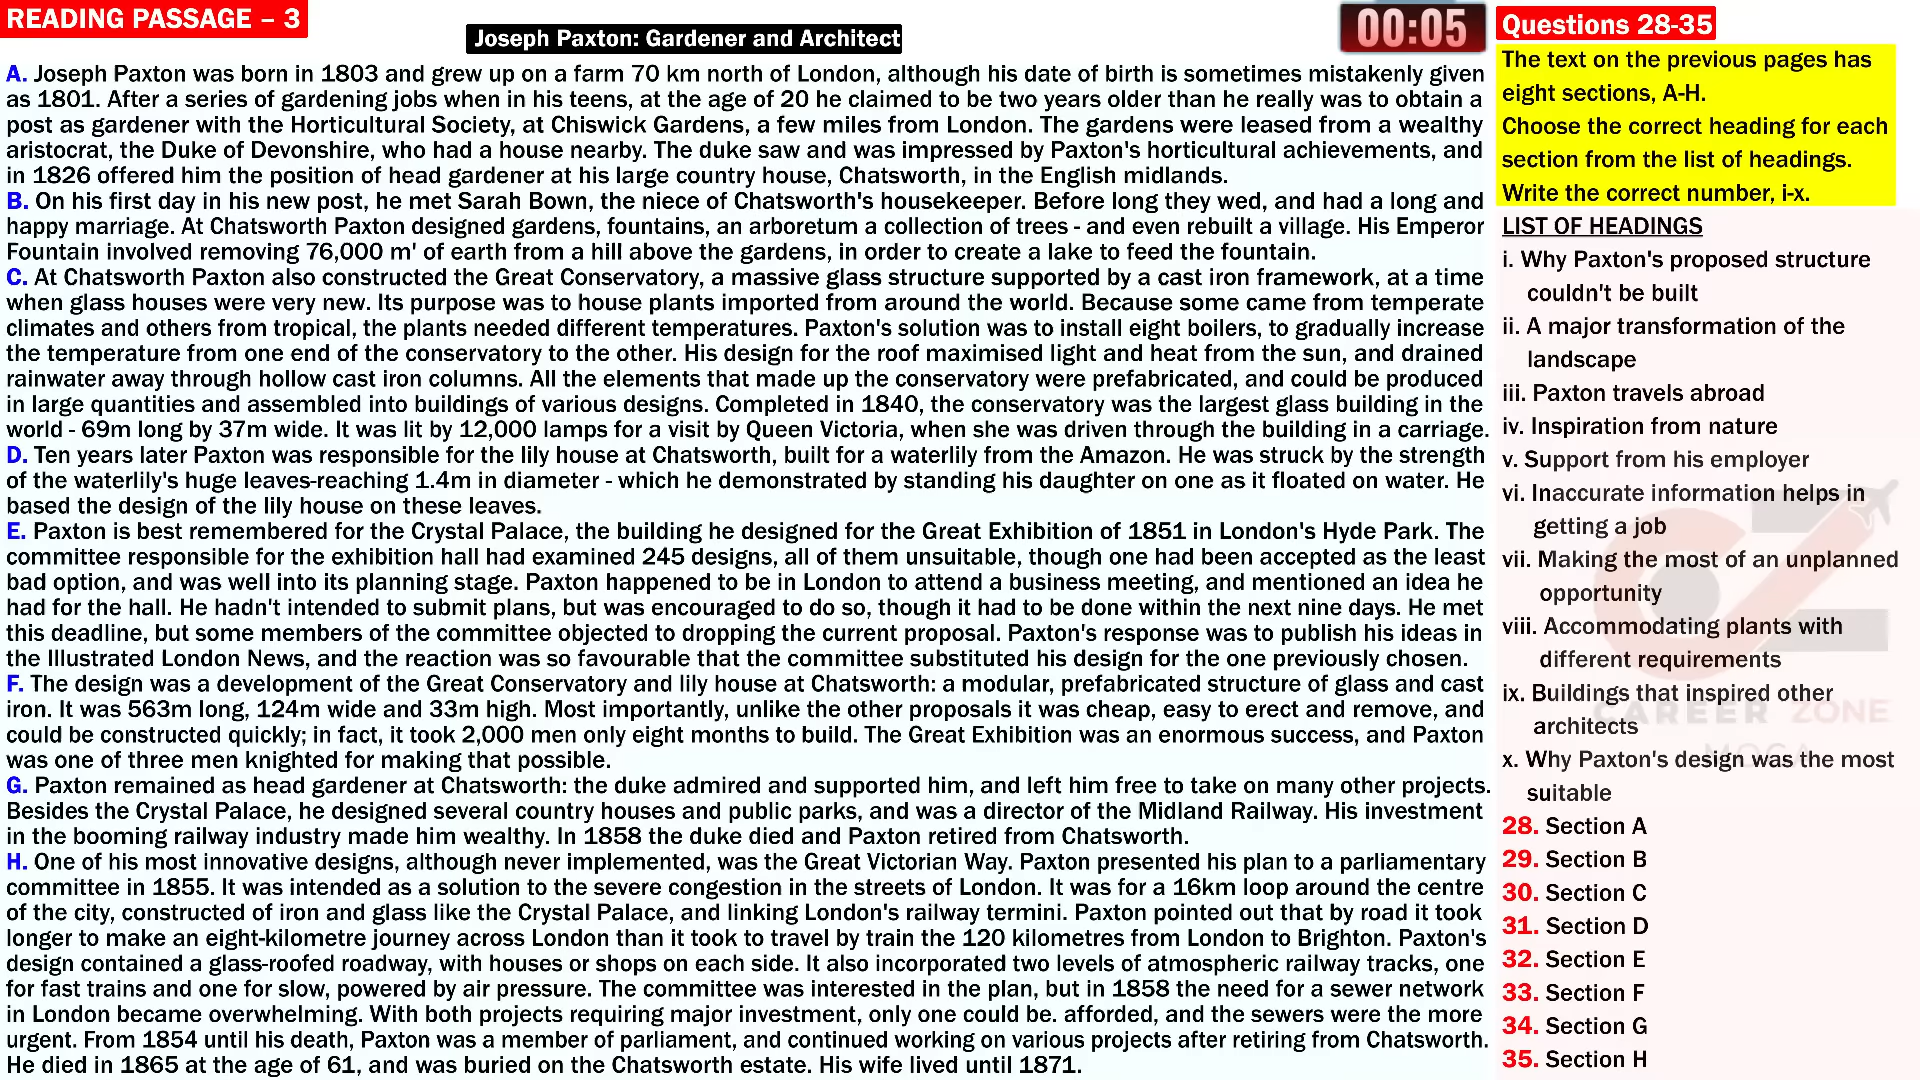 READING PASSAGE – 3
Joseph Paxton: Gardener and Architect
00:05
A. Joseph Paxton was born in 1803 and grew up on a farm 70 km north of London, although his date of birth is sometimes mistakenly given
as 1801. After a series of gardening jobs when in his teens, at the age of 20 he claimed to be two years older than he really was to obtain a
post as gardener with the Horticultural Society, at Chiswick Gardens, a few miles from London. The gardens were leased from a wealthy
aristocrat, the Duke of Devonshire, who had a house nearby. The duke saw and was impressed by Paxton's horticultural achievements, and
in 1826 offered him the position of head gardener at his large country house, Chatsworth, in the English midlands.
B. On his first day in his new post, he met Sarah Bown, the niece of Chatsworth's housekeeper. Before long they wed, and had a long and
happy marriage. At Chatsworth Paxton designed gardens, fountains, an arboretum a collection of trees - and even rebuilt a village. His Emperor
Fountain involved removing 76,000 m' of earth from a hill above the gardens, in order to create a lake to feed the fountain.
C. At Chatsworth Paxton also constructed the Great Conservatory, a massive glass structure supported by a cast iron framework, at a time
when glass houses were very new. Its purpose was to house plants imported from around the world. Because some came from temperate
climates and others from tropical, the plants needed different temperatures. Paxton's solution was to install eight boilers, to gradually increase
the temperature from one end of the conservatory to the other. His design for the roof maximised light and heat from the sun, and drained
rainwater away through hollow cast iron columns. All the elements that made up the conservatory were prefabricated, and could be produced
in large quantities and assembled into buildings of various designs. Completed in 1840, the conservatory was the largest glass building in the
world - 69m long by 37m wide. It was lit by 12,000 lamps for a visit by Queen Victoria, when she was driven through the building in a carriage.
D. Ten years later Paxton was responsible for the lily house at Chatsworth, built for a waterlily from the Amazon. He was struck by the strength
of the waterlily's huge leaves-reaching 1.4m in diameter - which he demonstrated by standing his daughter on one as it floated on water. He
based the design of the lily house on these leaves.
E. Paxton is best remembered for the Crystal Palace, the building he designed for the Great Exhibition of 1851 in London's Hyde Park. The
committee responsible for the exhibition hall had examined 245 designs, all of them unsuitable, though one had been accepted as the least
bad option, and was well into its planning stage. Paxton happened to be in London to attend a business meeting, and mentioned an idea he
had for the hall. He hadn't intended to submit plans, but was encouraged to do so, though it had to be done within the next nine days. He met
this deadline, but some members of the committee objected to dropping the current proposal. Paxton's response was to publish his ideas in
the Illustrated London News, and the reaction was so favourable that the committee substituted his design for the one previously chosen.
F. The design was a development of the Great Conservatory and lily house at Chatsworth: a modular, prefabricated structure of glass and cast
iron. It was 563m long, 124m wide and 33m high. Most importantly, unlike the other proposals it was cheap, easy to erect and remove, and
could be constructed quickly; in fact, it took 2,000 men only eight months to build. The Great Exhibition was an enormous success, and Paxton
was one of three men knighted for making that possible.
G. Paxton remained as head gardener at Chatsworth: the duke admired and supported him, and left him free to take on many other projects.
Besides the Crystal Palace, he designed several country houses and public parks, and was a director of the Midland Railway. His investment
in the booming railway industry made him wealthy. In 1858 the duke died and Paxton retired from Chatsworth.
H. One of his most innovative designs, although never implemented, was the Great Victorian Way. Paxton presented his plan to a parliamentary
committee in 1855. It was intended as a solution to the severe congestion in the streets of London. It was for a 16km loop around the centre
of the city, constructed of iron and glass like the Crystal Palace, and linking London's railway termini. Paxton pointed out that by road it took
longer to make an eight-kilometre journey across London than it took to travel by train the 120 kilometres from London to Brighton. Paxton's
design contained a glass-roofed roadway, with houses or shops on each side. It also incorporated two levels of atmospheric railway tracks, one
for fast trains and one for slow, powered by air pressure. The committee was interested in the plan, but in 1858 the need for a sewer network
in London became overwhelming. With both projects requiring major investment, only one could be. afforded, and the sewers were the more
urgent. From 1854 until his death, Paxton was a member of parliament, and continued working on various projects after retiring from Chatsworth.
He died in 1865 at the age of 61, and was buried on the Chatsworth estate. His wife lived until 1871.
Questions 28-35
The text on the previous pages has
eight sections, A-H.
Choose the correct heading for each
section from the list of headings.
Write the correct number, i-x.
LIST OF HEADINGS
i. Why Paxton's proposed structure
couldn't be built
ii. A major transformation of the
landscape
iii. Paxton travels abroad
iv. Inspiration from nature
v. Support from his employer
vi. Inaccurate information helps in
getting a job
vii. Making the most of an unplanned
opportunity
viii. Accommodating plants with
different requirements
ix. Buildings that inspired other
architects
x. Why Paxton's design was the most
suitable
28. Section A
29. Section B
30. Section C
31. Section D
32. Section E
33. Section F
34. Section G
35. Section H
CAREER ZONE
MOGA